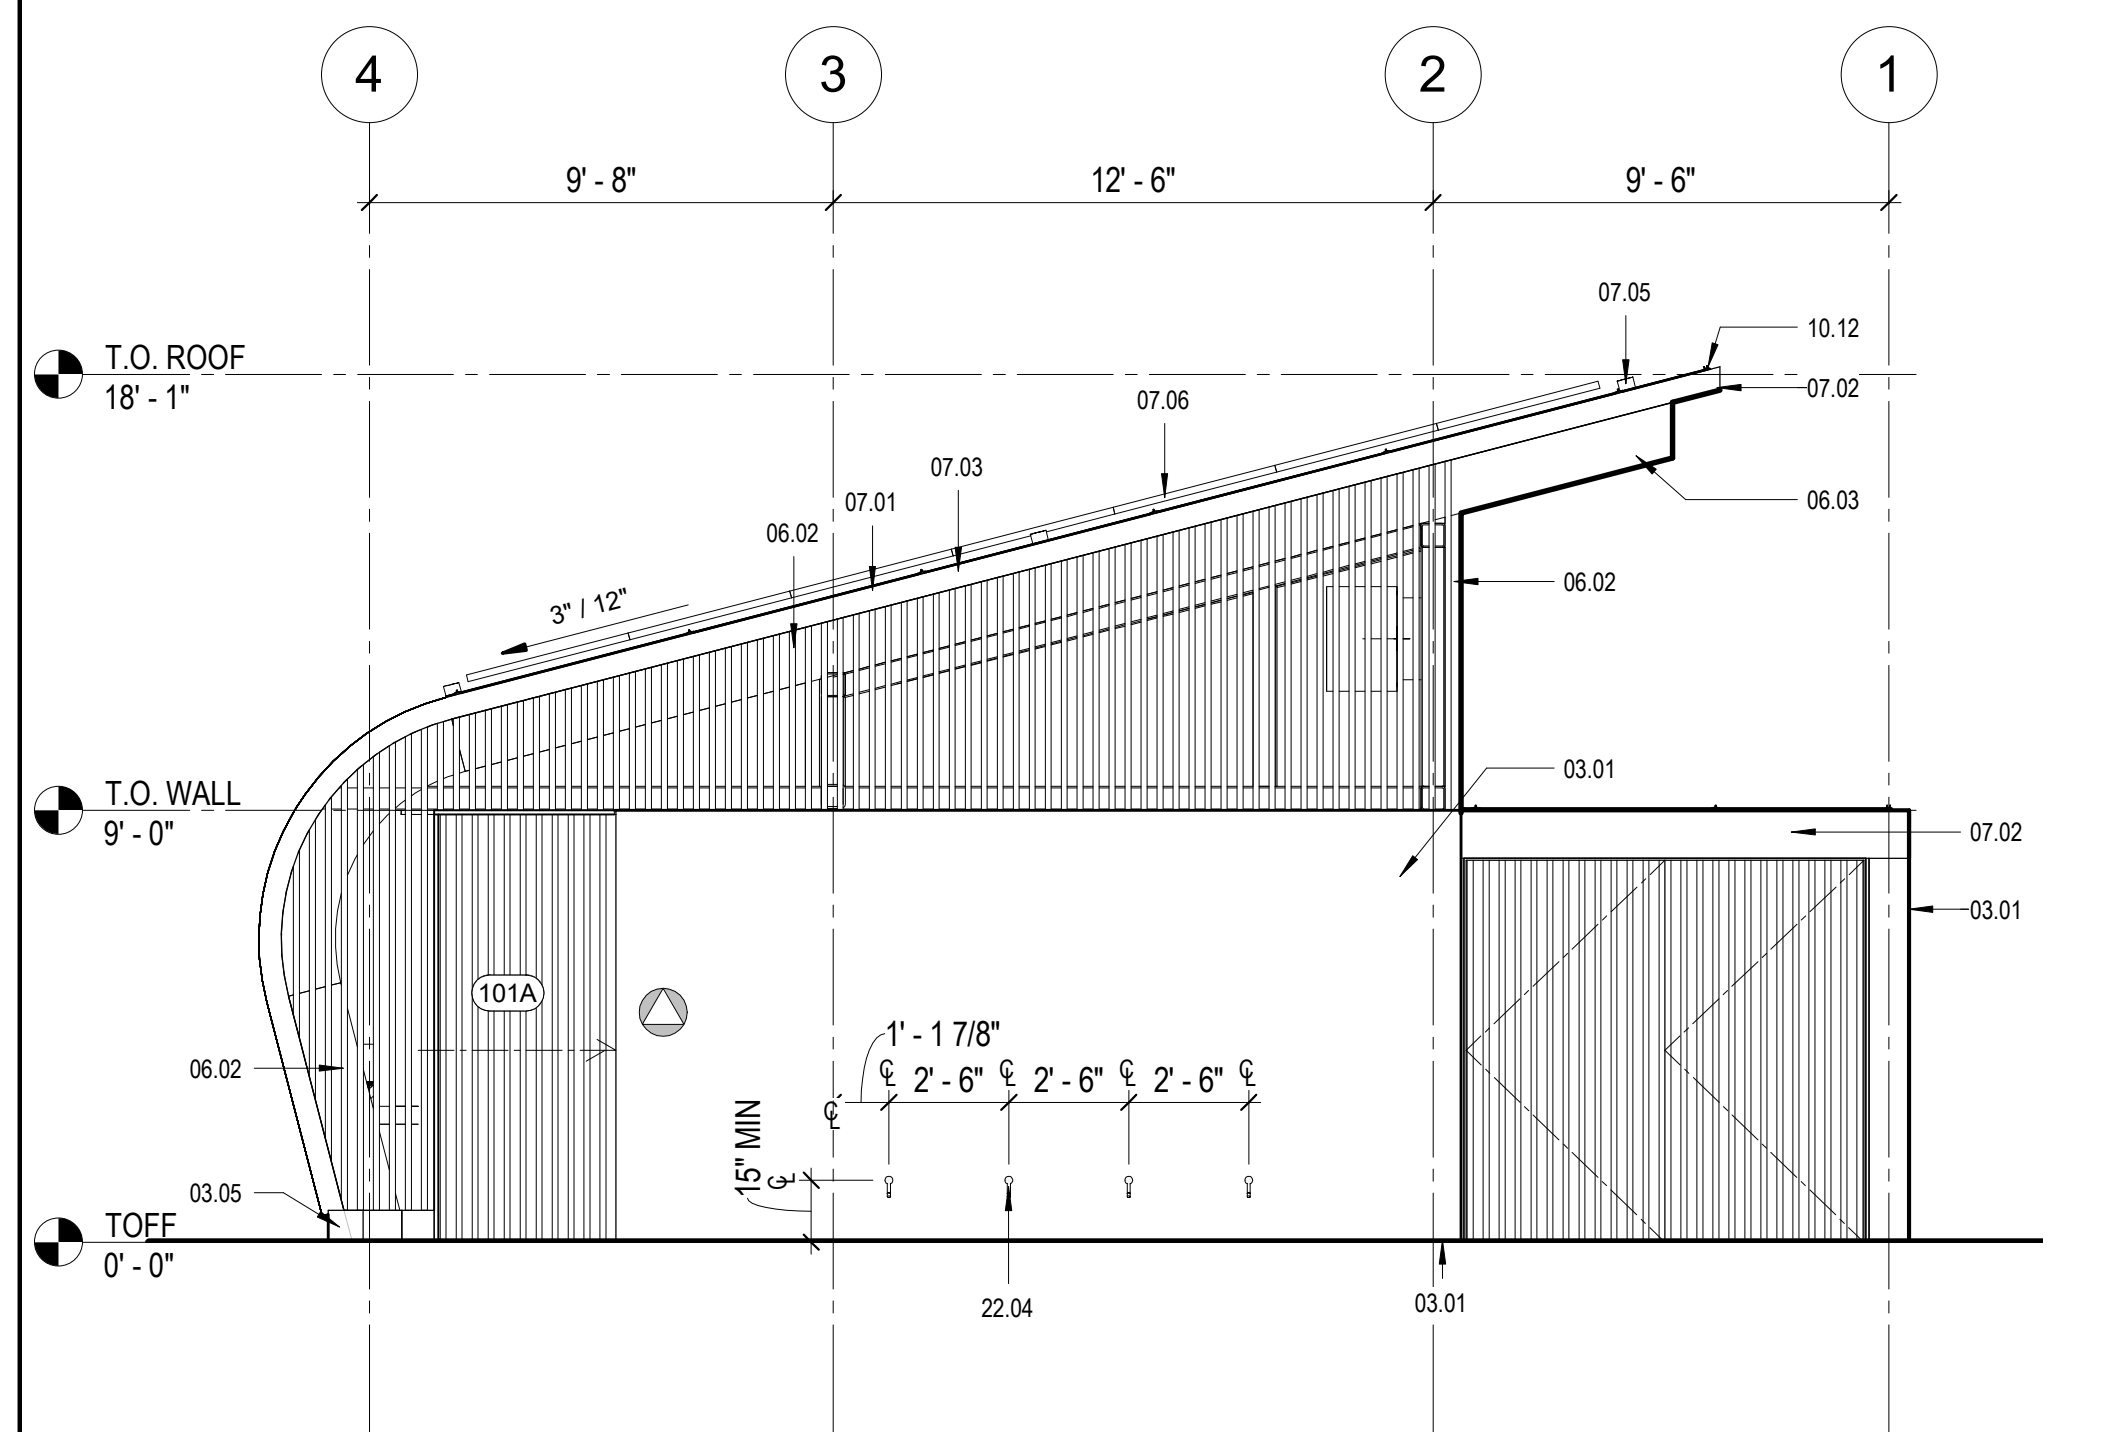 4 3 2 1
9' - 8" 12' - 6" 9' - 6"
07.05
10.12
T.O. ROOF
18' - 1"
07.02
07.06
07.03
07.01
06.03
06.02
06.02
3" / 12"
03.01
T.O. WALL
9' - 0"
07.02
03.01
101A
1' - 1 7/8"
06.02
℄ 2' - 6" ℄ 2' - 6" ℄ 2' - 6" ℄
℄
15" MIN
℄
03.05
TOFF
0' - 0"
22.04
03.01